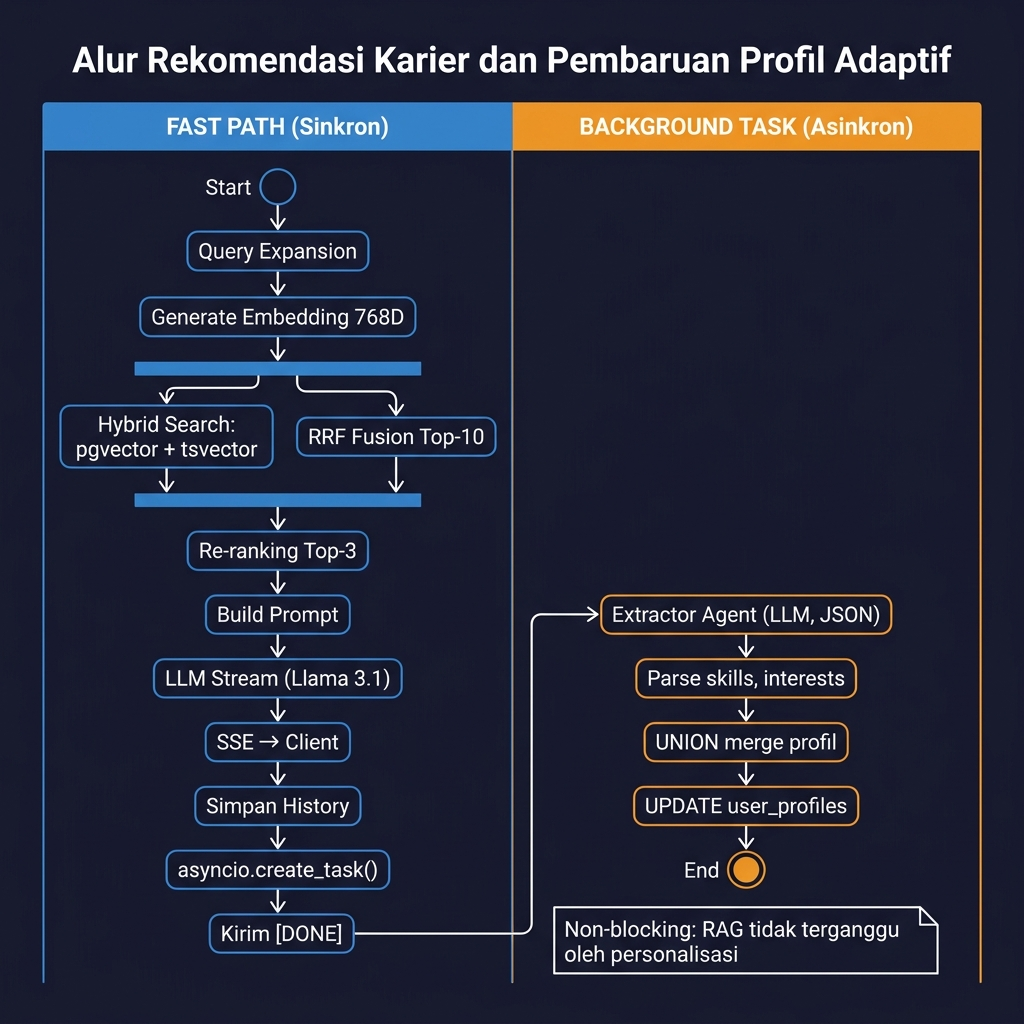 Alur Rekomendasi Karier dan Pembaruan Profil Adaptif
FAST PATH (Sinkron)
BACKGROUND TASK (Asinkron)
Start
Query Expansion
Generate Embedding 768D
Hybrid Search:
pgvector + tsvector
RRF Fusion Top-10
Re-ranking Top-3
Build Prompt
LLM Stream (Llama 3.1)
SSE → Client
Simpan History
asyncio.create_task()
Kirim [DONE]
Extractor Agent (LLM, JSON)
Parse skills, interests
UNION merge profil
UPDATE user_profiles
End
Non-blocking: RAG tidak terganggu
oleh personalisasi